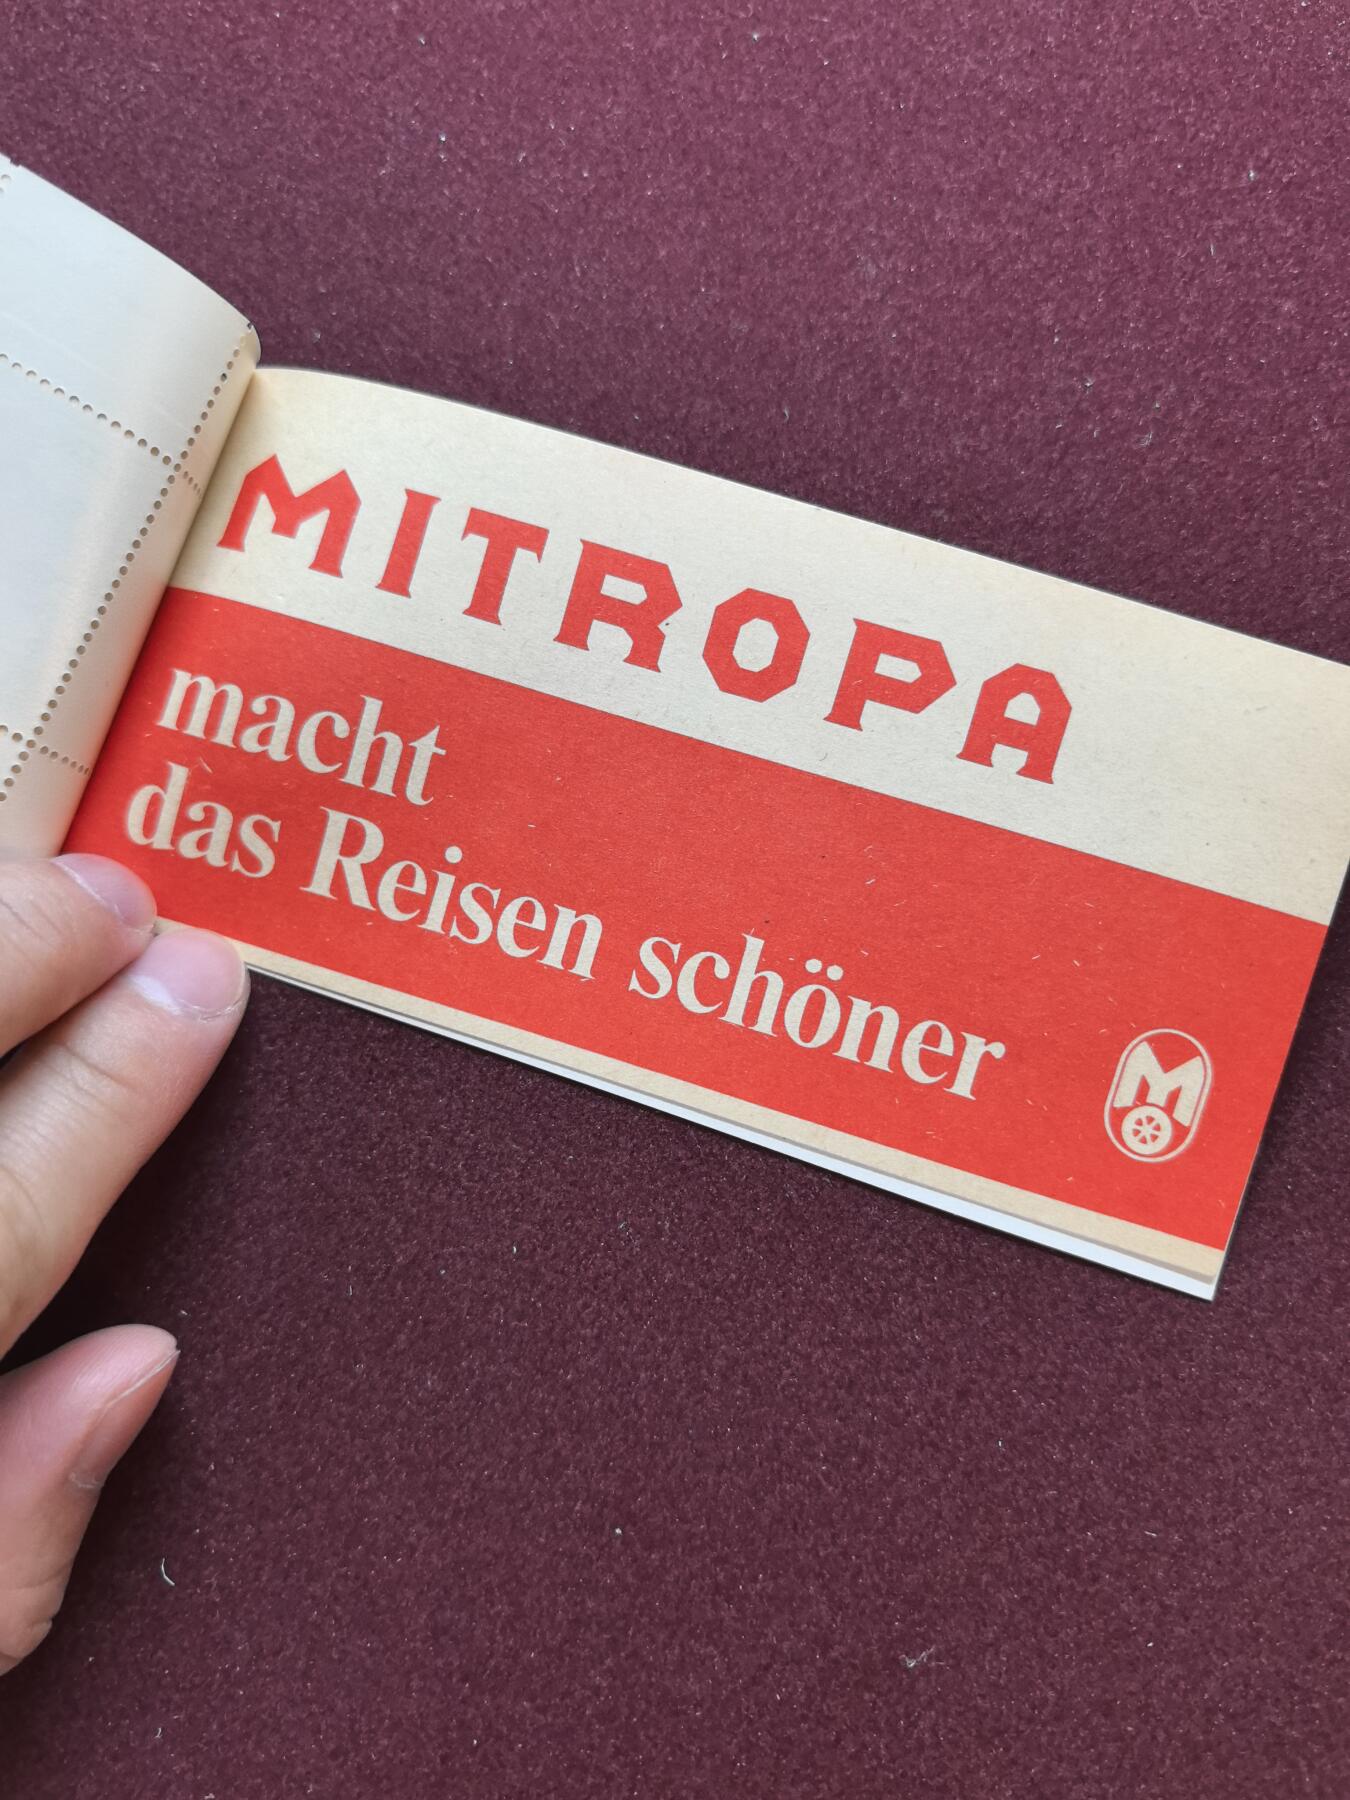 MITROPA
macht
das Reisen schöner
M